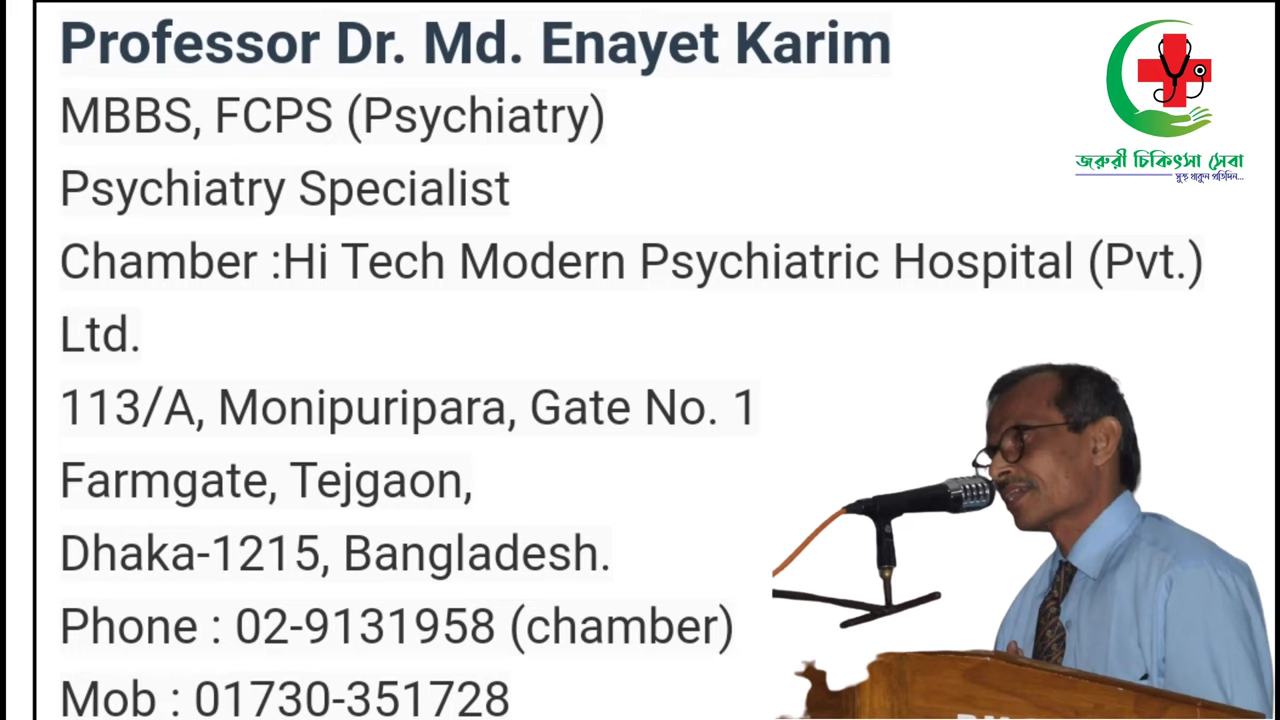 Professor Dr. Md. Enayet Karim
MBBS, FCPS (Psychiatry)
Psychiatry Specialist
Chamber :Hi Tech Modern Psychiatric Hospital (Pvt.)
Ltd.
113/A, Monipuripara, Gate No. 1
Farmgate, Tejgaon,
Dhaka-1215, Bangladesh.
Phone : 02-9131958 (chamber)
Mob : 01730-351728
জরুরী চিকিৎসা সেবা
সুস্থ থাকুন প্রতিদিন...